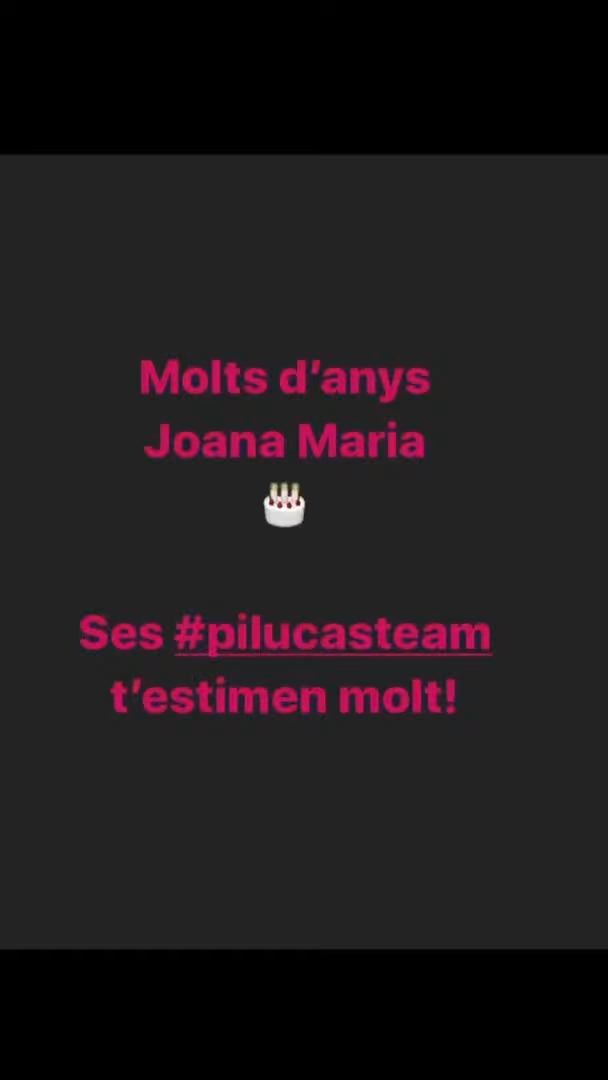 Molts d’anys
Joana Maria
🎂
Ses #pilucasteam
t’estimen molt!